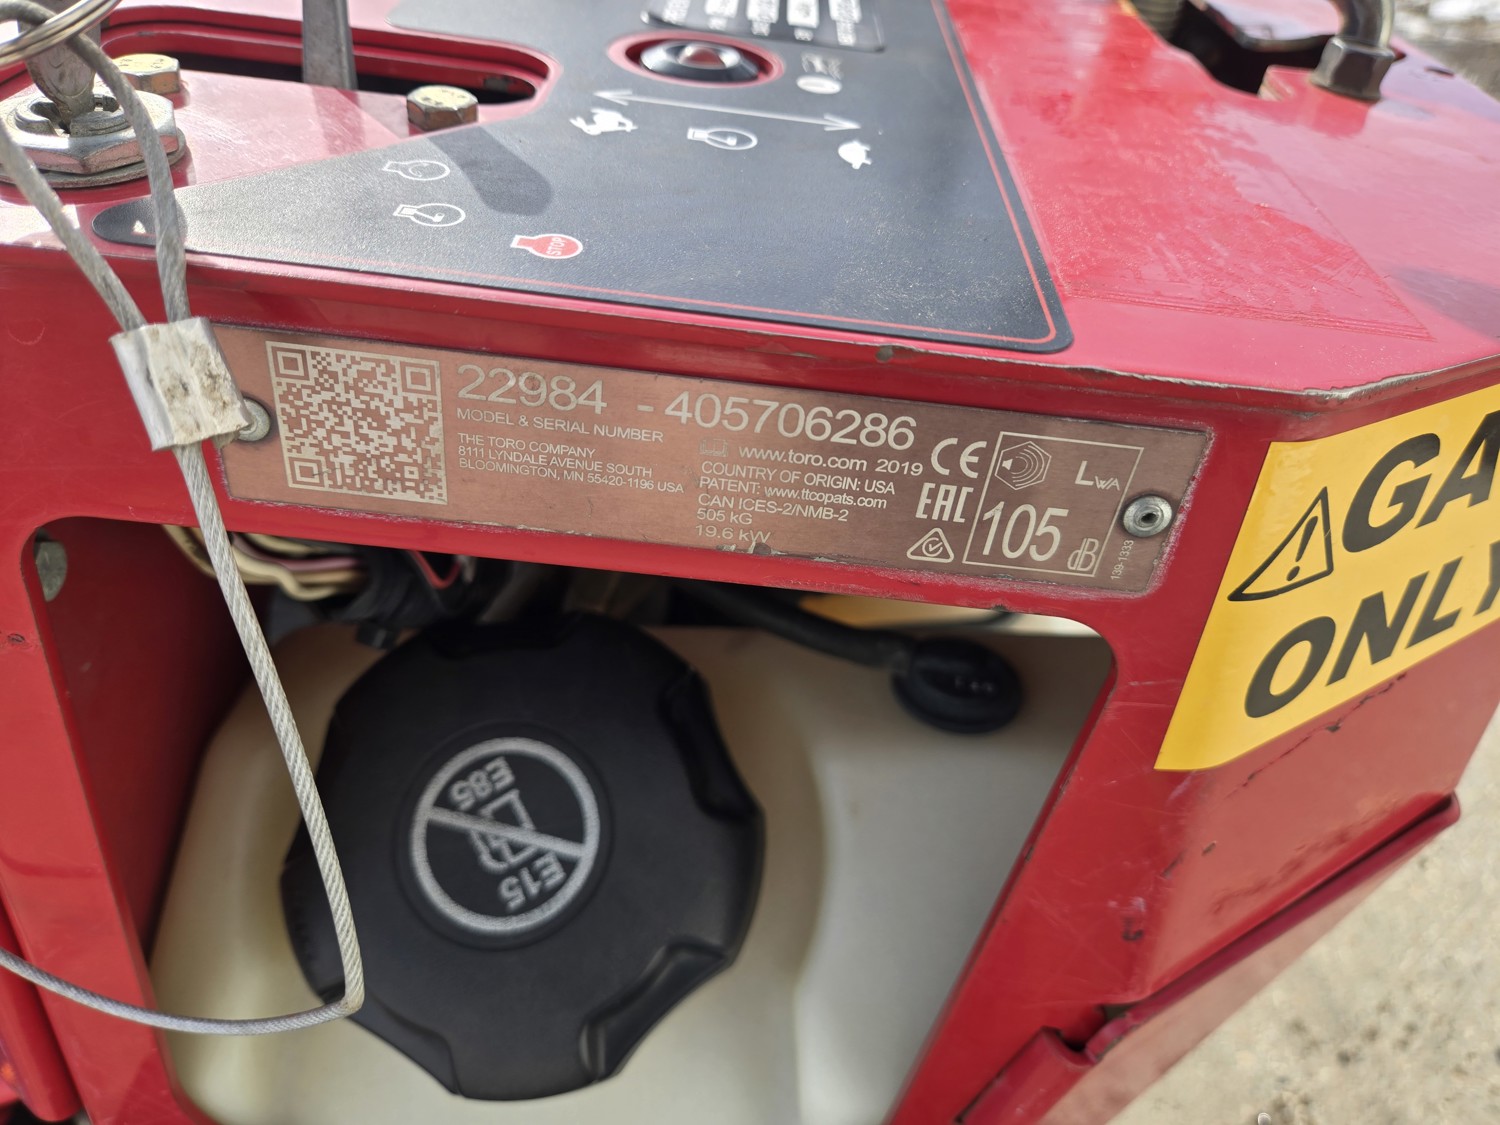 STOP
22984 - 405706286
MODEL & SERIAL NUMBER
THE TORO COMPANY
8111 LYNDALE AVENUE SOUTH
BLOOMINGTON, MN 55420-1196 USA
www.toro.com 2019
COUNTRY OF ORIGIN: USA
PATENT: www.ttcopats.com
CAN ICES-2/NMB-2
505 kG
19.6 kW
CE
EAC
LWA
105
dB
139-1333
GA
ONLY
E85
E15